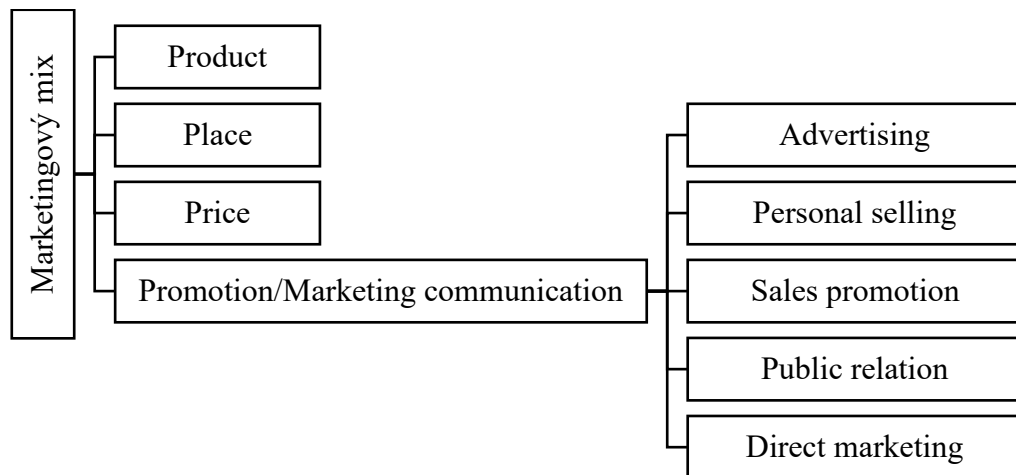 Marketingový mix
Product
Place
Price
Promotion/Marketing communication
Advertising
Personal selling
Sales promotion
Public relation
Direct marketing